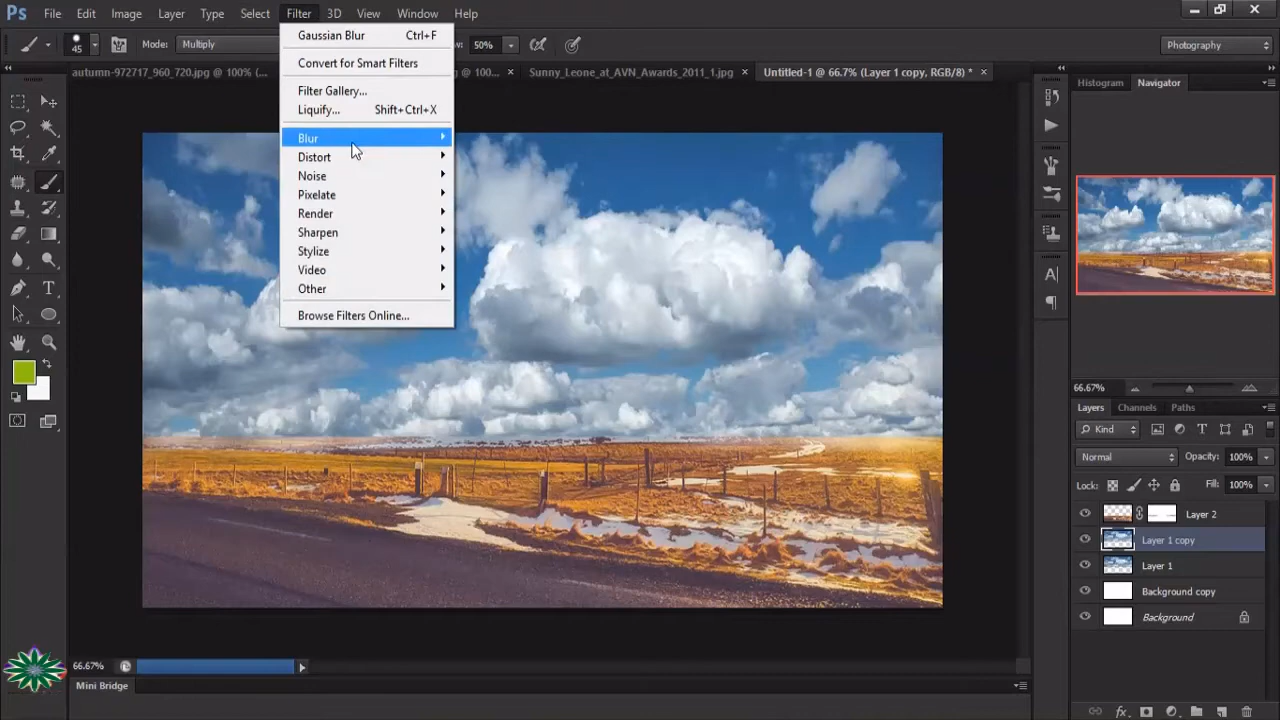 Ps File Edit Image Layer Type Select Filter 3D View Window Help
45 Mode: Multiply 50% Photography
autumn-972717_960_720.jpg @ 100% (... @ 100... × Sunny_Leone_at_AVN_Awards_2011_1.jpg × Untitled-1 @ 66.7% (Layer 1 copy, RGB/8) * ×
Gaussian Blur Ctrl+F
Convert for Smart Filters
Filter Gallery...
Liquify... Shift+Ctrl+X
Blur
Distort
Noise
Pixelate
Render
Sharpen
Stylize
Video
Other
Browse Filters Online...
Histogram Navigator
66.67%
Layers Channels Paths
Kind
Normal Opacity: 100%
Lock: Fill: 100%
Layer 2
Layer 1 copy
Layer 1
Background copy
Background
66.67%
Mini Bridge